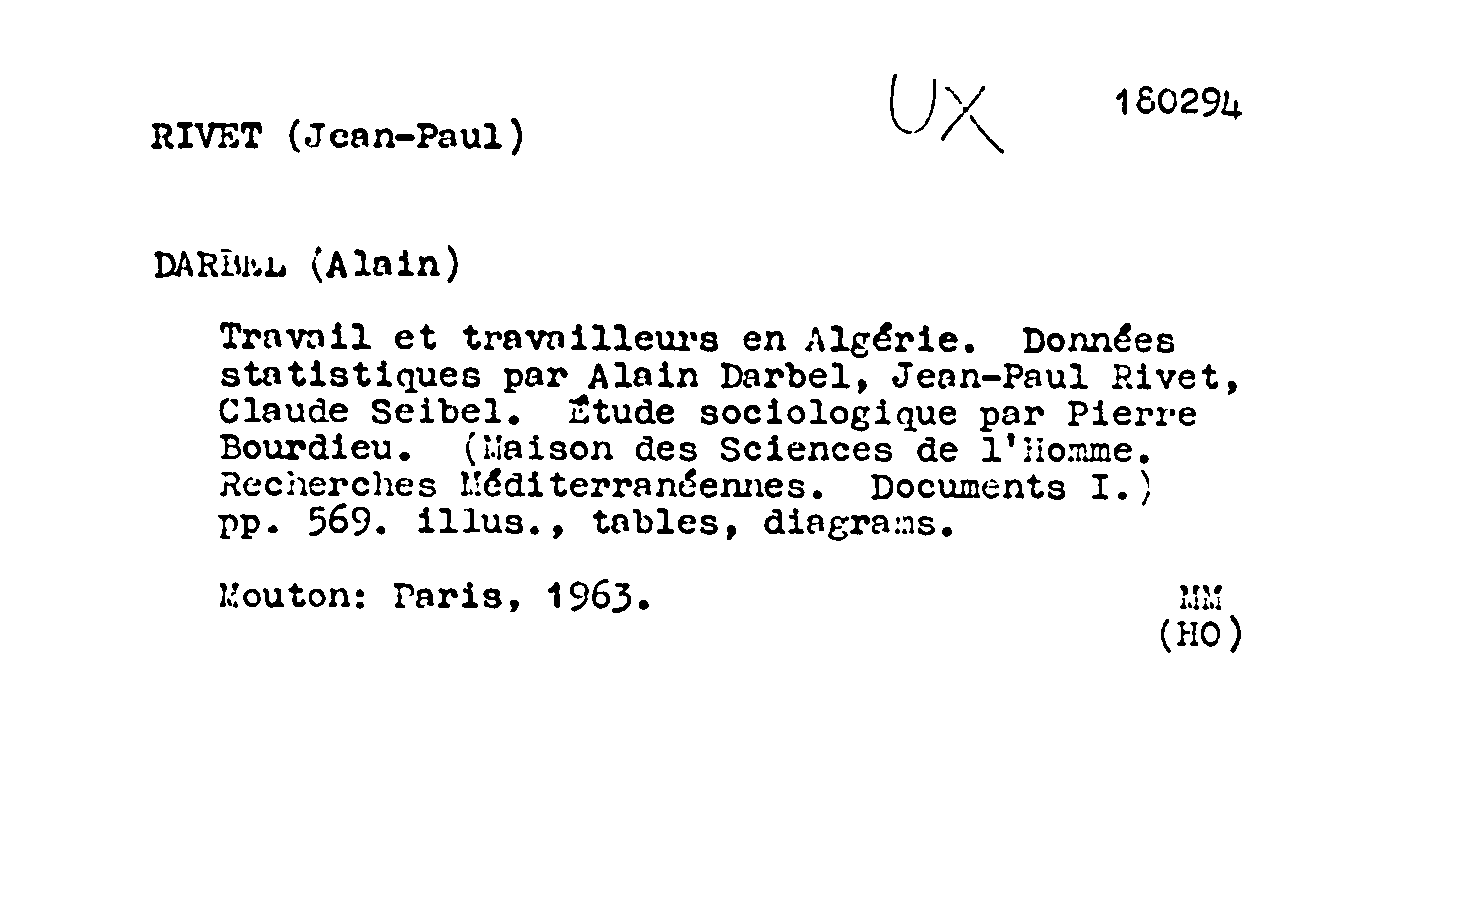 UX 180294
RIVET (Jean-Paul)
DARBEL (Alain)
Travail et travailleurs en Algérie. Données
statistiques par Alain Darbel, Jean-Paul Rivet,
Claude Seibel. Étude sociologique par Pierre
Bourdieu. (Maison des Sciences de l'Homme.
Recherches Méditerranéennes. Documents I.)
pp. 569. illus., tables, diagrams.
Mouton: Paris, 1963. MM
(HO)